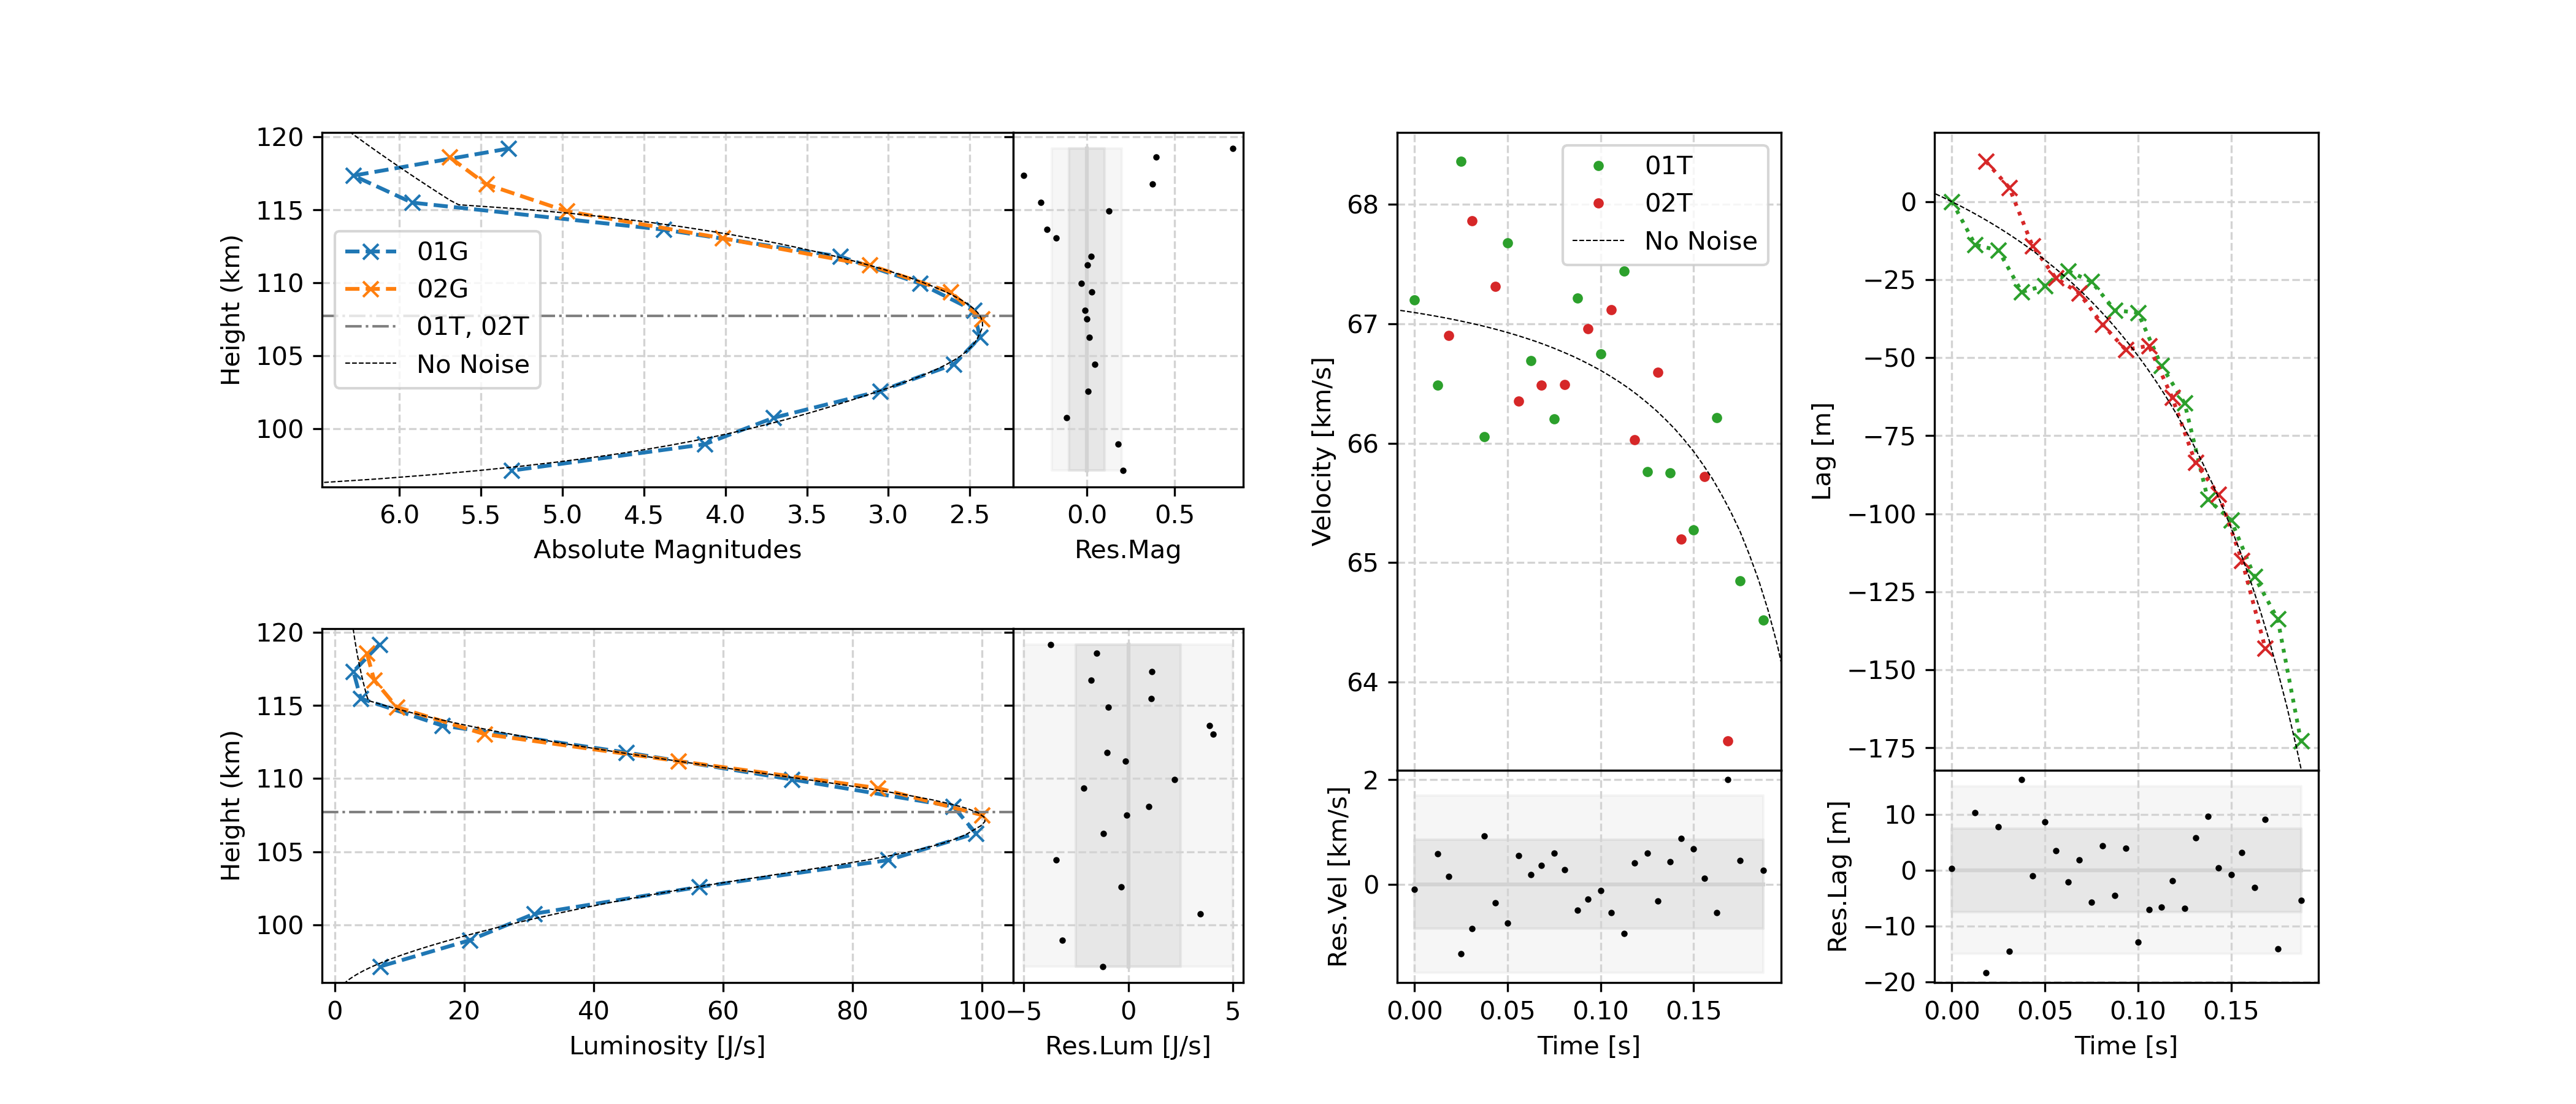 120
115
110
105
100
Height (km)
01G
02G
01T, 02T
No Noise
6.0 5.5 5.0 4.5 4.0 3.5 3.0 2.5
Absolute Magnitudes
0.0 0.5
Res.Mag
120
115
110
105
100
Height (km)
0 20 40 60 80 100
Luminosity [J/s]
−5 0 5
Res.Lum [J/s]
68
67
66
65
64
Velocity [km/s]
01T
02T
No Noise
2
0
Res.Vel [km/s]
0.00 0.05 0.10 0.15
Time [s]
0
−25
−50
−75
−100
−125
−150
−175
Lag [m]
10
0
−10
−20
Res.Lag [m]
0.00 0.05 0.10 0.15
Time [s]